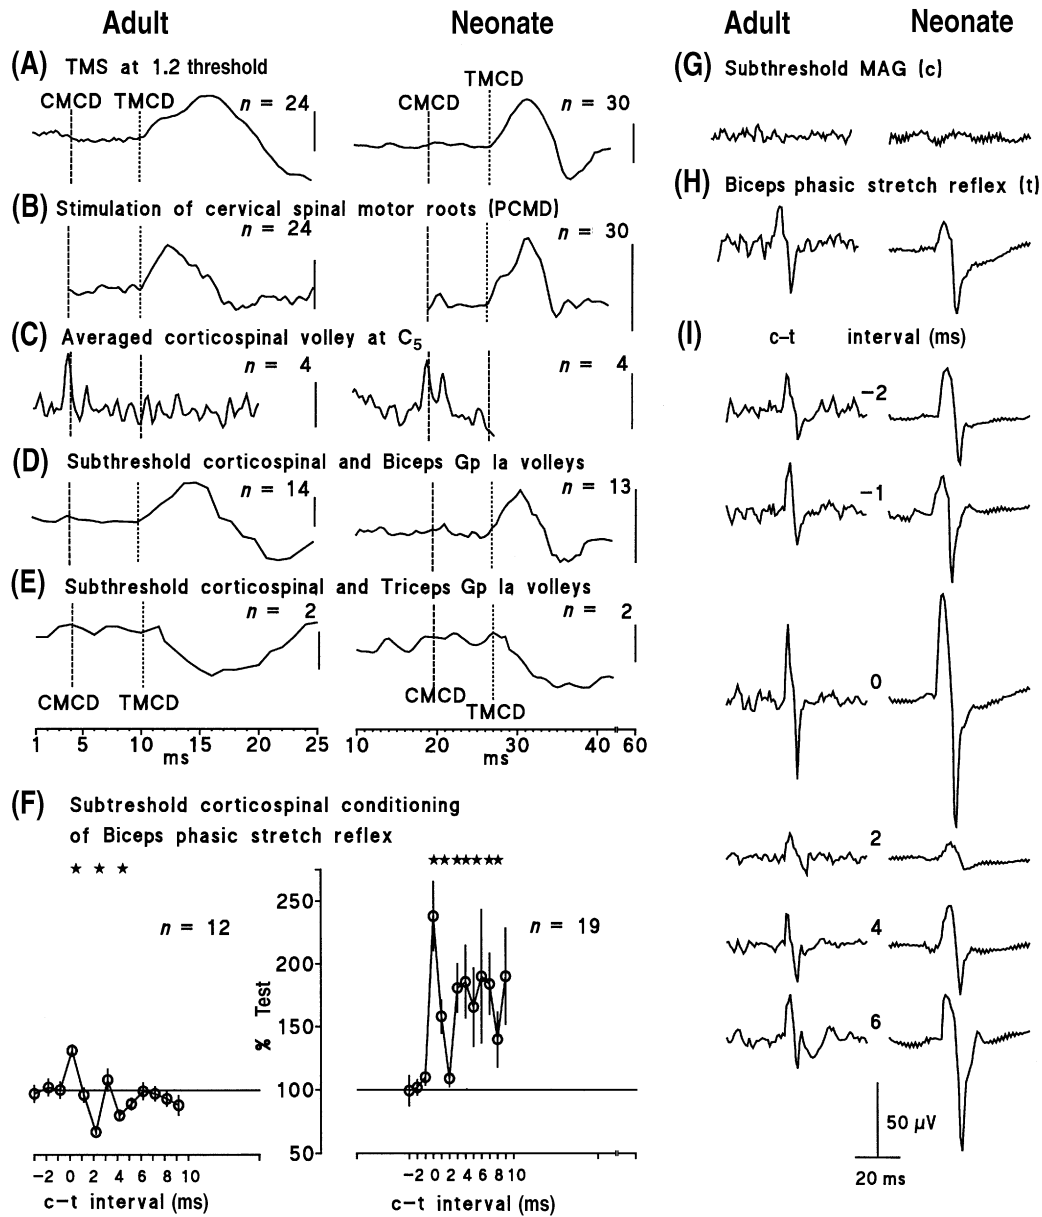 Adult Neonate
(A) TMS at 1.2 threshold
CMCD TMCD n = 24
CMCD TMCD n = 30
(B) Stimulation of cervical spinal motor roots (PCMD)
n = 24 n = 30
(C) Averaged corticospinal volley at C5
n = 4 n = 4
(D) Subthreshold corticospinal and Biceps Gp Ia volleys
n = 14 n = 13
(E) Subthreshold corticospinal and Triceps Gp Ia volleys
n = 2 n = 2
CMCD TMCD CMCD TMCD
1 5 10 15 20 25 10 20 30 40 60
ms ms
(F) Subtreshold corticospinal conditioning
of Biceps phasic stretch reflex
★ ★ ★ ★★★★★★★★
n = 12 n = 19
% Test
250
200
150
100
50
−2 0 2 4 6 8 10 −2 0 2 4 6 8 10
c−t interval (ms) c−t interval (ms)
Adult Neonate
(G) Subthreshold MAG (c)
(H) Biceps phasic stretch reflex (t)
(I) c−t interval (ms)
−2
−1
0
2
4
6
50 µV
20 ms